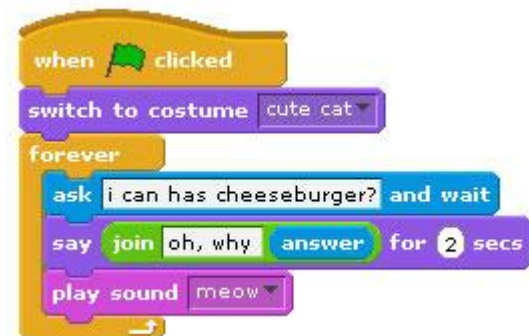 when clicked
switch to costume cute cat
forever
ask i can has cheeseburger? and wait
say join oh, why answer for 2 secs
play sound meow